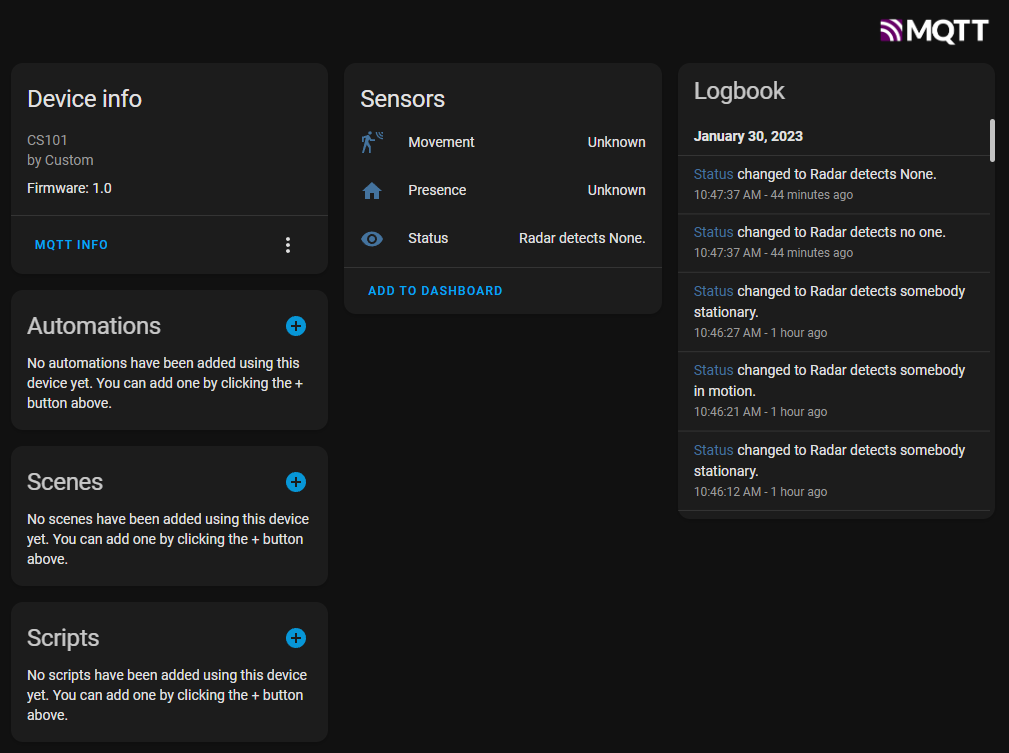 MQTT
Device info
CS101
by Custom
Firmware: 1.0
MQTT INFO
Automations
No automations have been added using this
device yet. You can add one by clicking the +
button above.
Scenes
No scenes have been added using this device
yet. You can add one by clicking the + button
above.
Scripts
No scripts have been added using this device
yet. You can add one by clicking the + button
above.
Sensors
Movement Unknown
Presence Unknown
Status Radar detects None.
ADD TO DASHBOARD
Logbook
January 30, 2023
Status changed to Radar detects None.
10:47:37 AM - 44 minutes ago
Status changed to Radar detects no one.
10:47:37 AM - 44 minutes ago
Status changed to Radar detects somebody
stationary.
10:46:27 AM - 1 hour ago
Status changed to Radar detects somebody
in motion.
10:46:21 AM - 1 hour ago
Status changed to Radar detects somebody
stationary.
10:46:12 AM - 1 hour ago